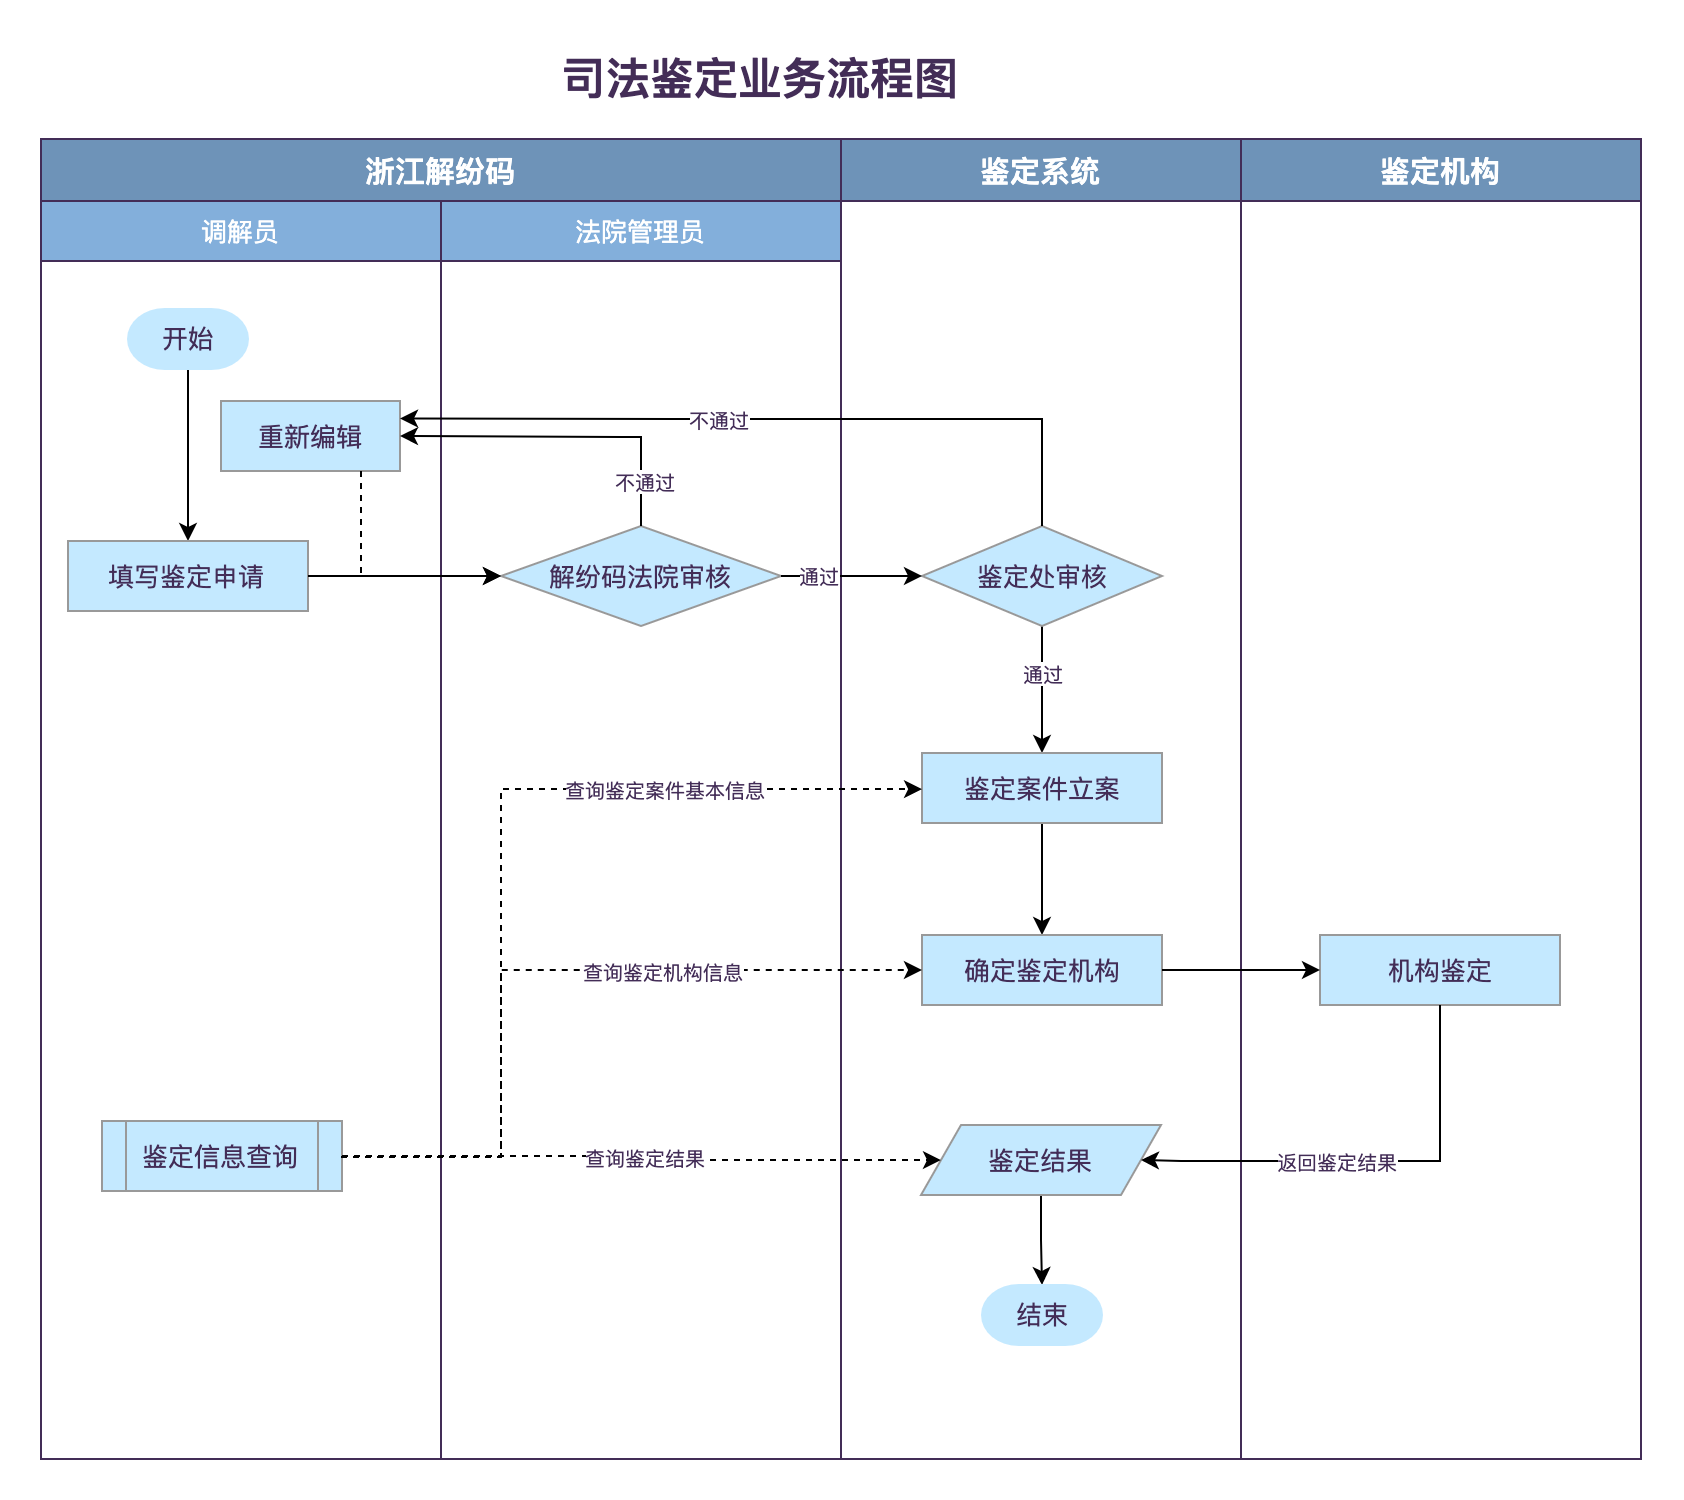 司法鉴定业务流程图
浙江解纷码
鉴定系统
鉴定机构
调解员
法院管理员
开始
重新编辑
不通过
不通过
填写鉴定申请
解纷码法院审核
通过
鉴定处审核
通过
查询鉴定案件基本信息
鉴定案件立案
查询鉴定机构信息
确定鉴定机构
机构鉴定
鉴定信息查询
查询鉴定结果
鉴定结果
返回鉴定结果
结束